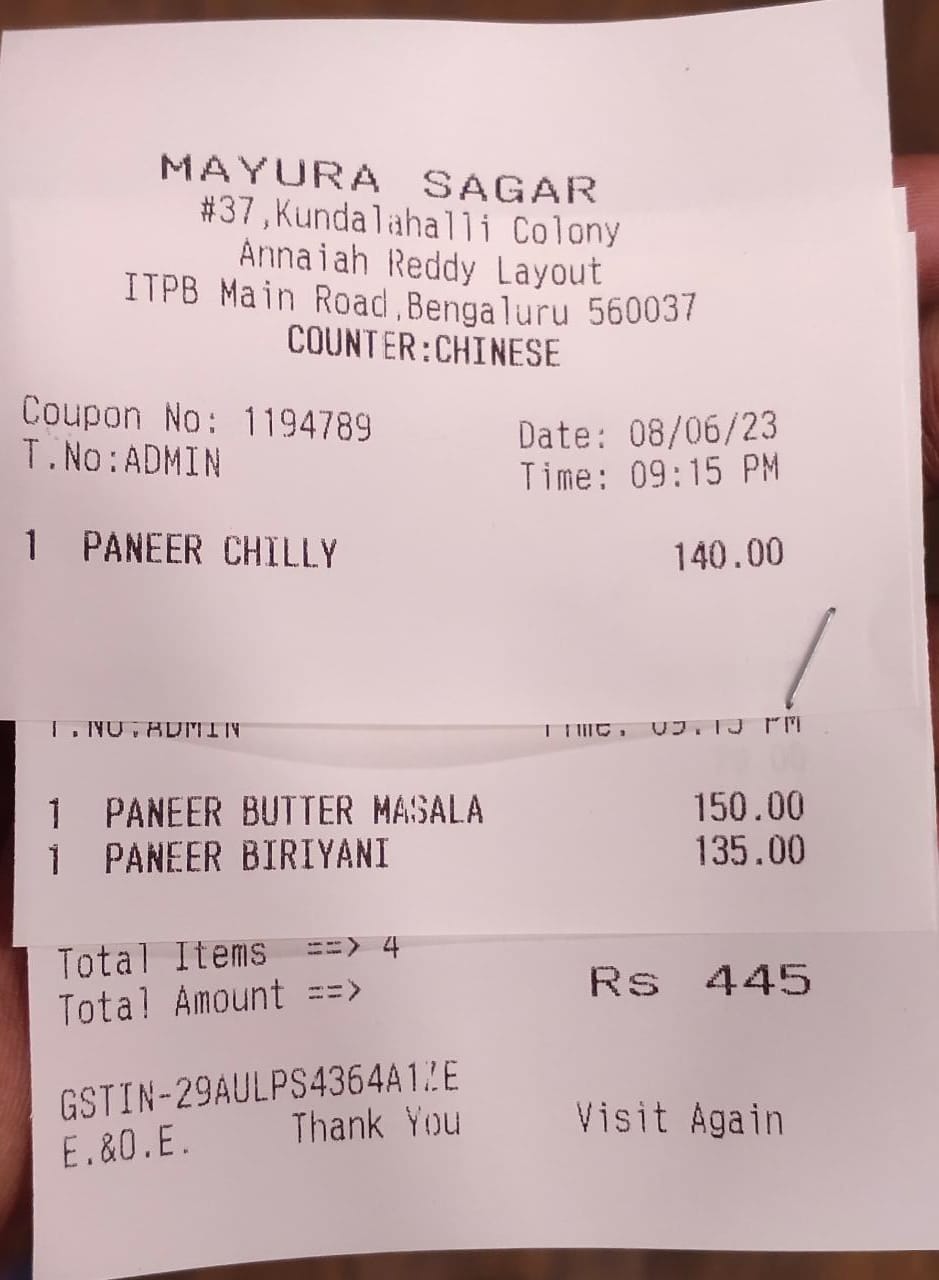 MAYURA SAGAR
#37,Kundalahalli Colony
Annaiah Reddy Layout
ITPB Main Road,Bengaluru 560037
COUNTER:CHINESE
Coupon No: 1194789 Date: 08/06/23
T.No:ADMIN Time: 09:15 PM
1 PANEER CHILLY 140.00
T.No:ADMIN Time: 09:15 PM
1 PANEER BUTTER MASALA 150.00
1 PANEER BIRIYANI 135.00
Total Items ==> 4
Total Amount ==> Rs 445
GSTIN-29AULPS4364A1ZE
E.&O.E. Thank You Visit Again